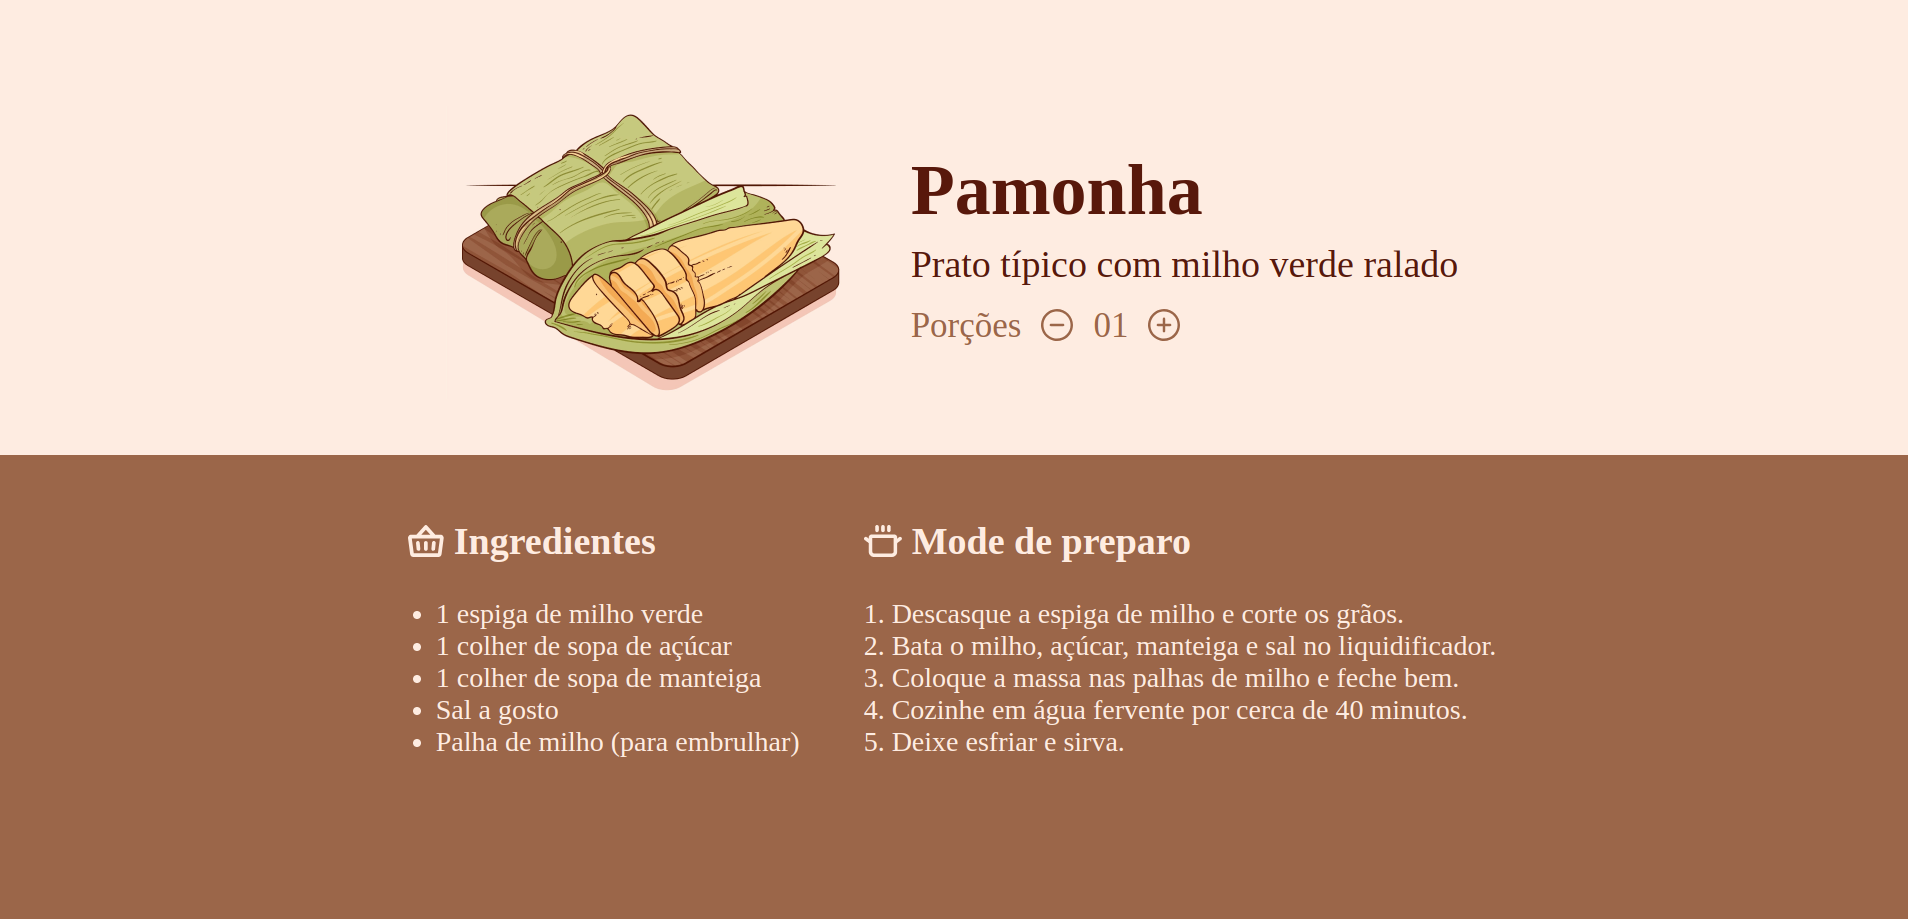 Pamonha
Prato típico com milho verde ralado
Porções 01
Ingredientes
• 1 espiga de milho verde
• 1 colher de sopa de açúcar
• 1 colher de sopa de manteiga
• Sal a gosto
• Palha de milho (para embrulhar)
Mode de preparo
1. Descasque a espiga de milho e corte os grãos.
2. Bata o milho, açúcar, manteiga e sal no liquidificador.
3. Coloque a massa nas palhas de milho e feche bem.
4. Cozinhe em água fervente por cerca de 40 minutos.
5. Deixe esfriar e sirva.